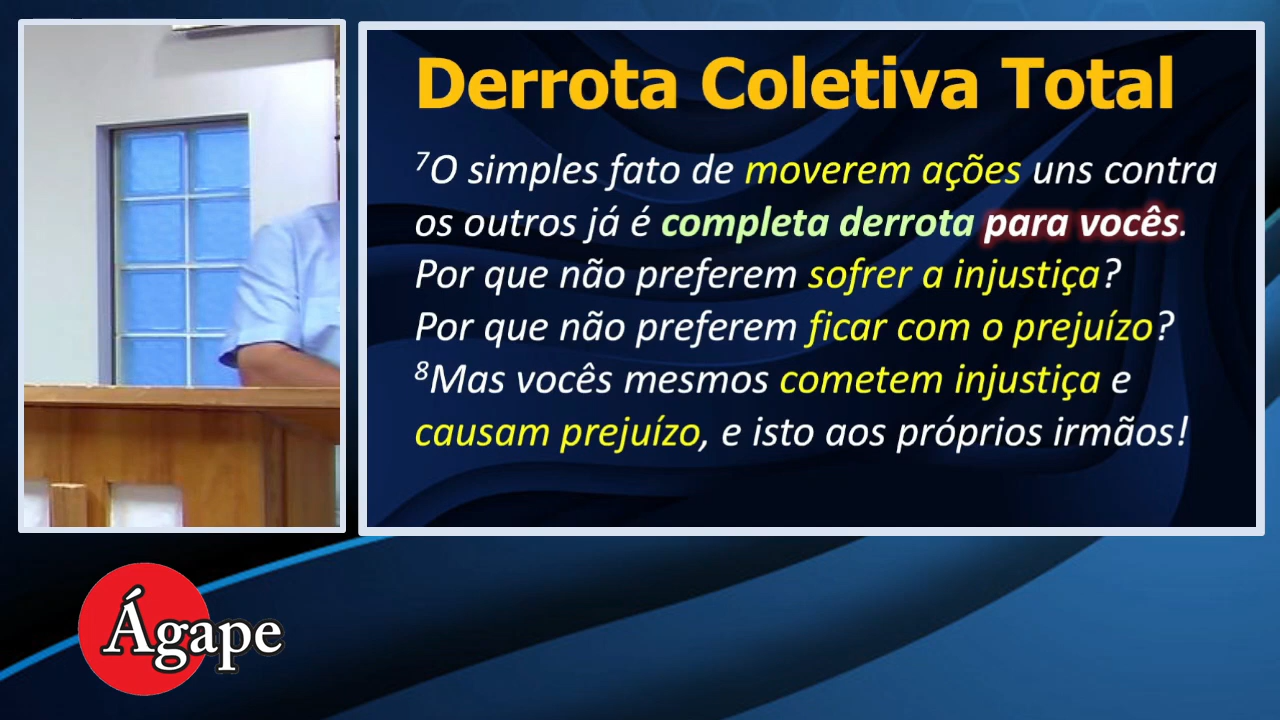 Derrota Coletiva Total
⁷O simples fato de moverem ações uns contra
os outros já é completa derrota para vocês.
Por que não preferem sofrer a injustiça?
Por que não preferem ficar com o prejuízo?
⁸Mas vocês mesmos cometem injustiça e
causam prejuízo, e isto aos próprios irmãos!
Ágape